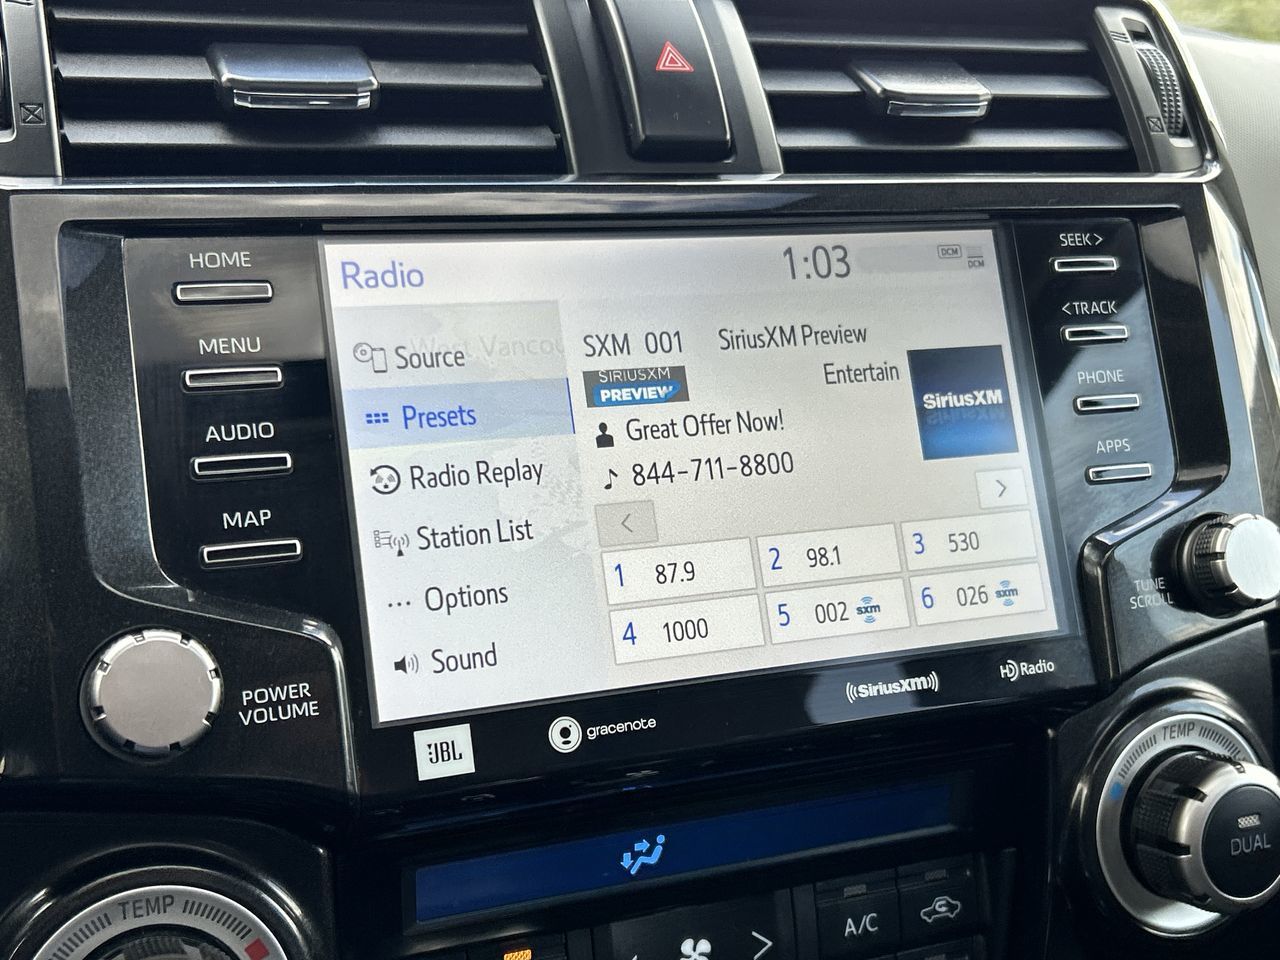 HOME
MENU
AUDIO
MAP
POWER
VOLUME
Radio
1:03
DCM
DCM
West Vancou
Source
Presets
Radio Replay
Station List
Options
Sound
SXM 001 SiriusXM Preview
SIRIUSXM
PREVIEW
Entertain
SiriusXM
Great Offer Now!
844-711-8800
1 87.9
2 98.1
3 530
4 1000
5 002 sxm
6 026 sxm
SEEK>
<TRACK
PHONE
APPS
TUNE
SCROLL
JBL
gracenote
((SiriusXM))
HD Radio
TEMP
TEMP
DUAL
A/C